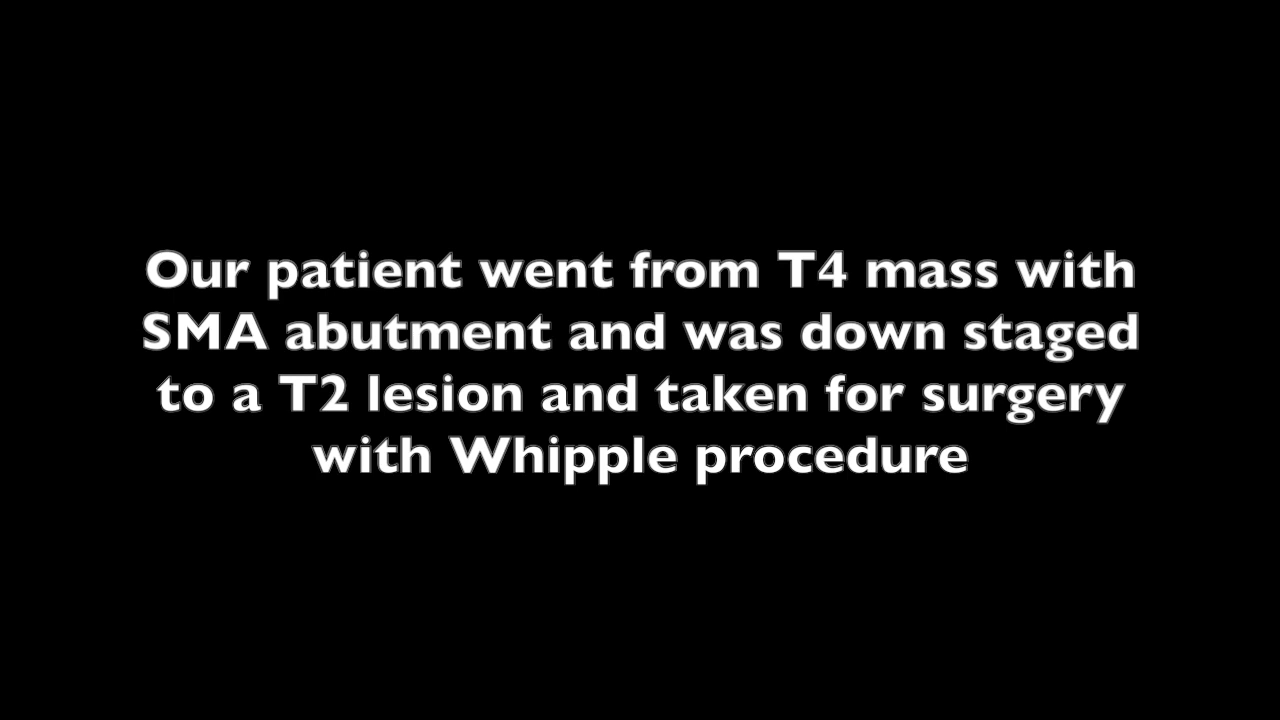 Our patient went from T4 mass with
SMA abutment and was down staged
to a T2 lesion and taken for surgery
with Whipple procedure